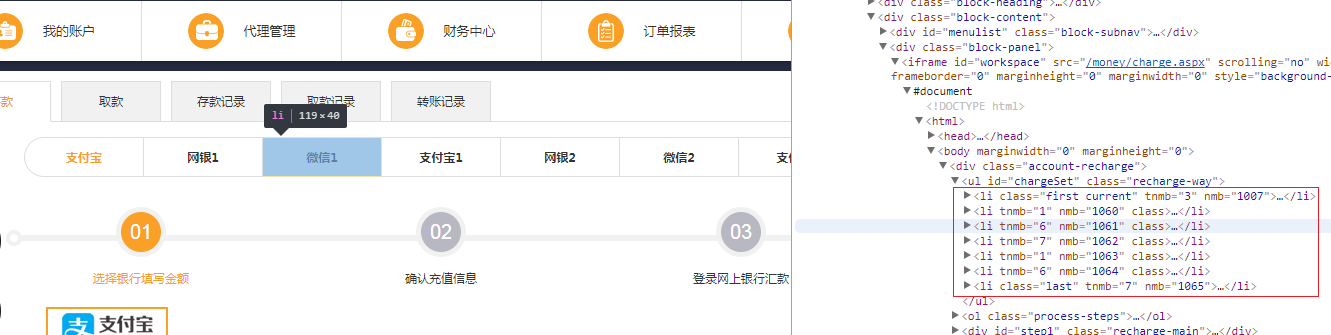 我的账户
代理管理
财务中心
订单报表
款
取款
存款记录
取款记录
转账记录
li 119×40
支付宝
网银1
微信1
支付宝1
网银2
微信2
01
02
03
选择银行填写金额
确认充值信息
登录网上银行汇款
支付宝
<div class="block-heading">…</div>
<div class="block-content">
<div id="menulist" class="block-subnav">…</div>
<div class="block-panel">
<iframe id="workspace" src="/money/charge.aspx" scrolling="no"
frameborder="0" marginheight="0" marginwidth="0" style="background-
#document
<!DOCTYPE html>
<html>
<head>…</head>
<body marginwidth="0" marginheight="0">
<div class="account-recharge">
<ul id="chargeSet" class="recharge-way">
<li class="first current" tnmb="3" nmb="1007">…</li>
<li tnmb="1" nmb="1060" class>…</li>
<li tnmb="6" nmb="1061" class>…</li>
<li tnmb="7" nmb="1062" class>…</li>
<li tnmb="1" nmb="1063" class>…</li>
<li tnmb="6" nmb="1064" class>…</li>
<li class="last" tnmb="7" nmb="1065">…</li>
</ul>
<ol class="process-steps">…</ol>
<div id="step1" class="recharge-main">…</div>